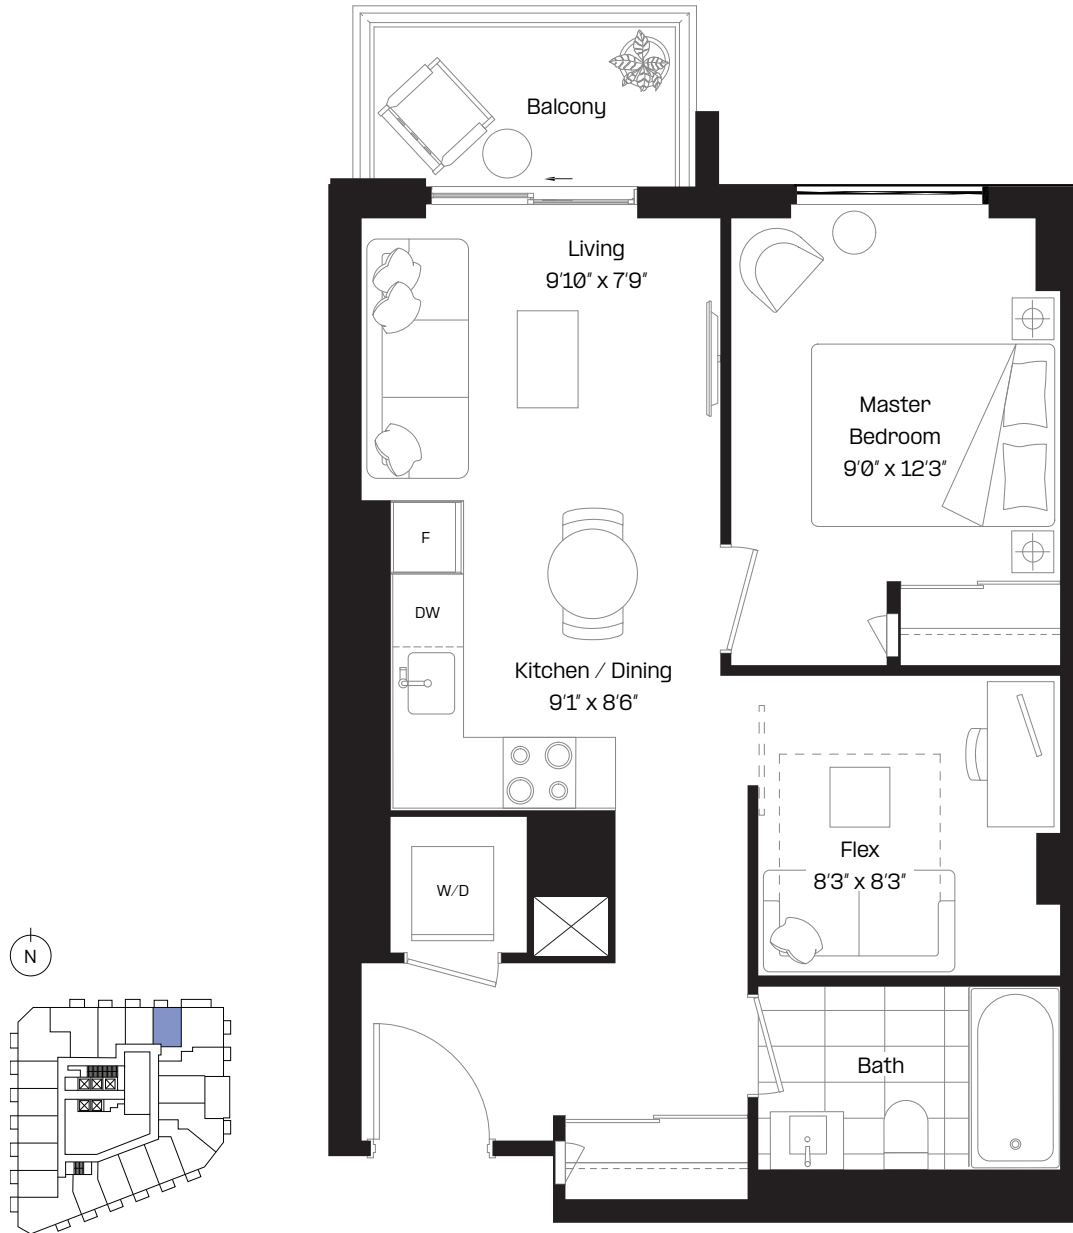 Balcony
Living
9'10" x 7'9"
Master
Bedroom
9'0" x 12'3"
F
DW
Kitchen / Dining
9'1" x 8'6"
Flex
8'3" x 8'3"
W/D
N
Bath